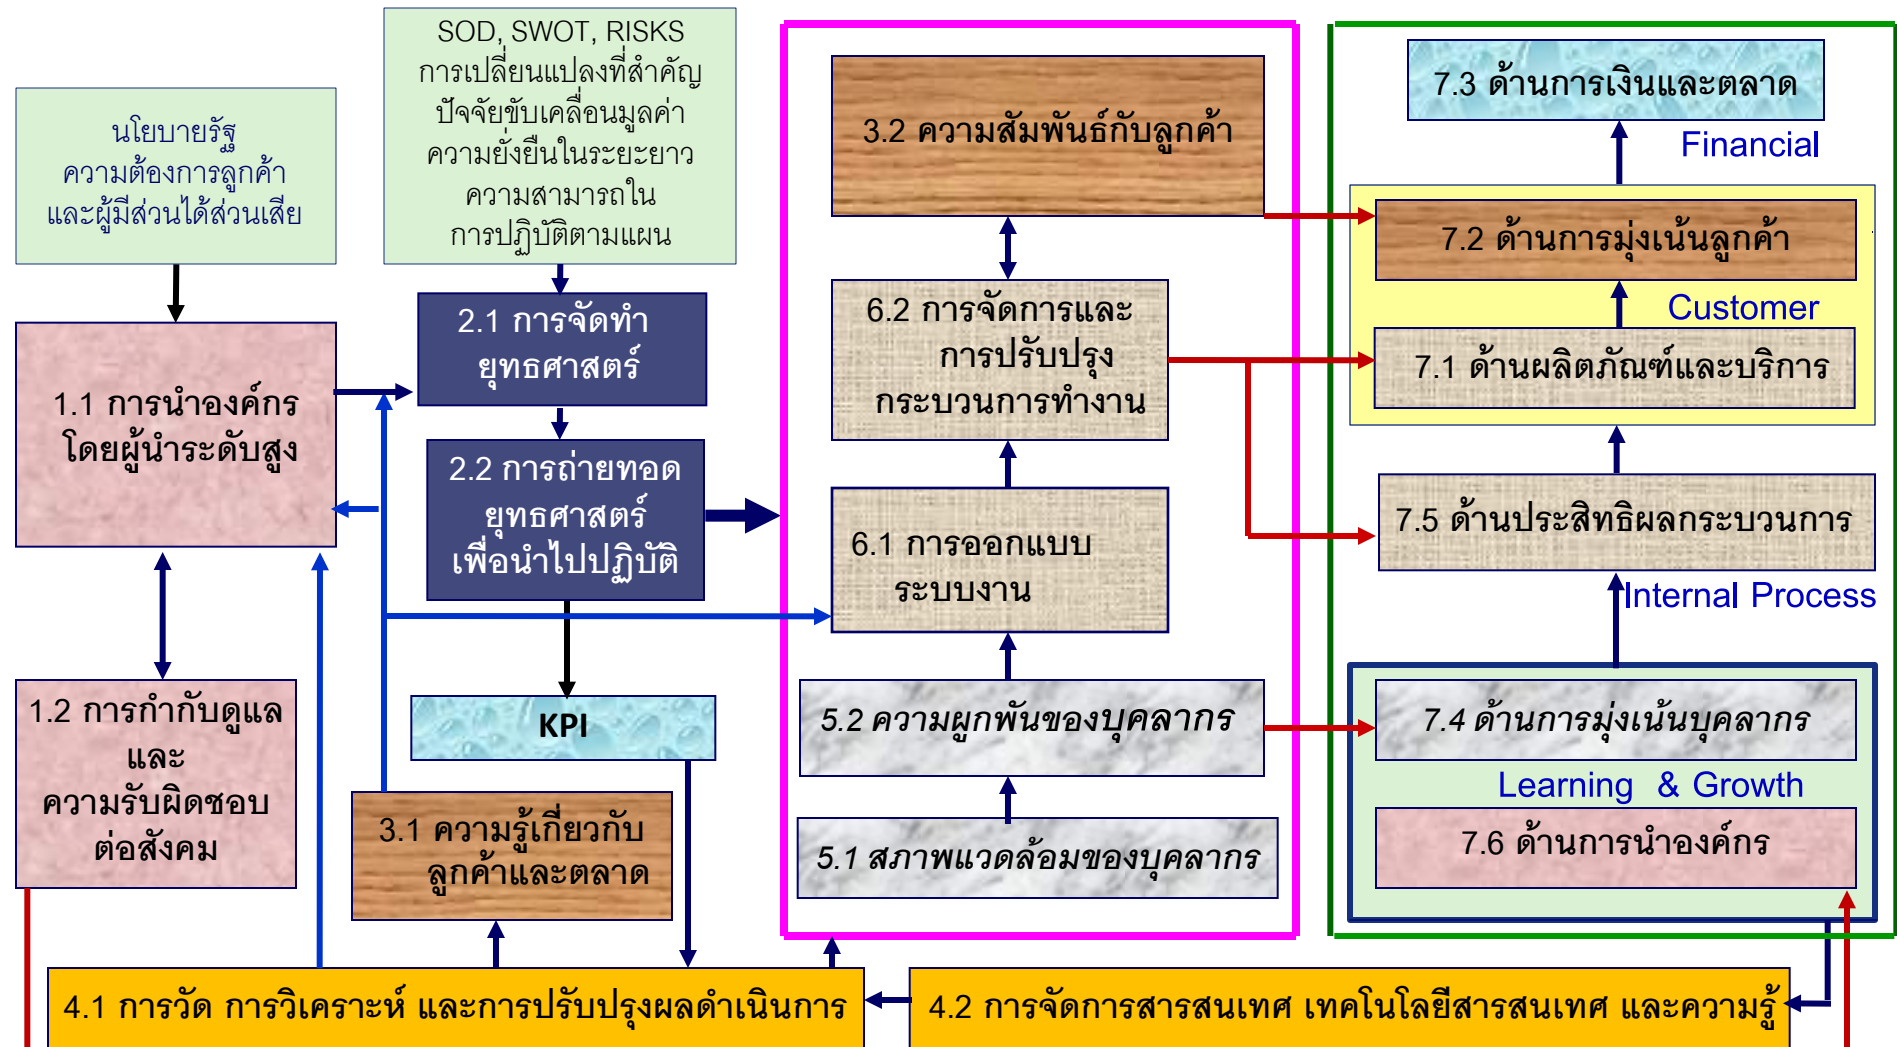 นโยบายรัฐ
ความต้องการลูกค้า
และผู้มีส่วนได้ส่วนเสีย
SOD, SWOT, RISKS
การเปลี่ยนแปลงที่สำคัญ
ปัจจัยขับเคลื่อนมูลค่า
ความยั่งยืนในระยะยาว
ความสามารถใน
การปฏิบัติตามแผน
1.1 การนำองค์กร
โดยผู้นำระดับสูง
1.2 การกำกับดูแล
และ
ความรับผิดชอบ
ต่อสังคม
2.1 การจัดทำ
ยุทธศาสตร์
2.2 การถ่ายทอด
ยุทธศาสตร์
เพื่อนำไปปฏิบัติ
KPI
3.1 ความรู้เกี่ยวกับ
ลูกค้าและตลาด
3.2 ความสัมพันธ์กับลูกค้า
6.2 การจัดการและ
การปรับปรุง
กระบวนการทำงาน
6.1 การออกแบบ
ระบบงาน
5.2 ความผูกพันของบุคลากร
5.1 สภาพแวดล้อมของบุคลากร
7.3 ด้านการเงินและตลาด
Financial
7.2 ด้านการมุ่งเน้นลูกค้า
Customer
7.1 ด้านผลิตภัณฑ์และบริการ
7.5 ด้านประสิทธิผลกระบวนการ
Internal Process
7.4 ด้านการมุ่งเน้นบุคลากร
Learning & Growth
7.6 ด้านการนำองค์กร
4.1 การวัด การวิเคราะห์ และการปรับปรุงผลดำเนินการ
4.2 การจัดการสารสนเทศ เทคโนโลยีสารสนเทศ และความรู้